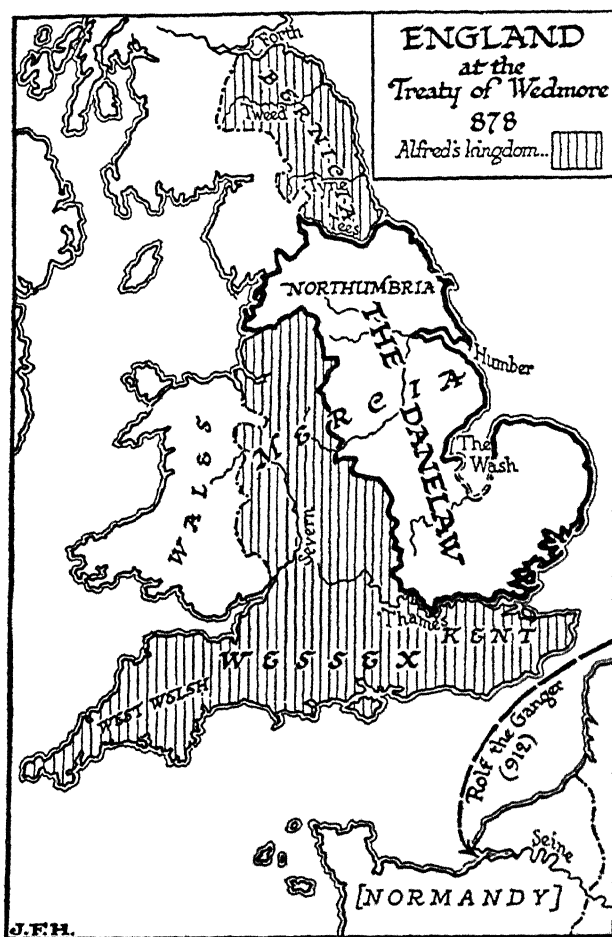 ENGLAND
at the
Treaty of Wedmore
878
Alfred's kingdom...
Forth
BERNICIA
Tweed
Tyne
Tees
NORTHUMBRIA
THE DANELAW
Humber
MERCIA
The
Wash
WALES
Severn
Thames
KENT
WESSEX
WEST WELSH
Rolf the Ganger
(912)
Seine
[NORMANDY]
J.F.H.